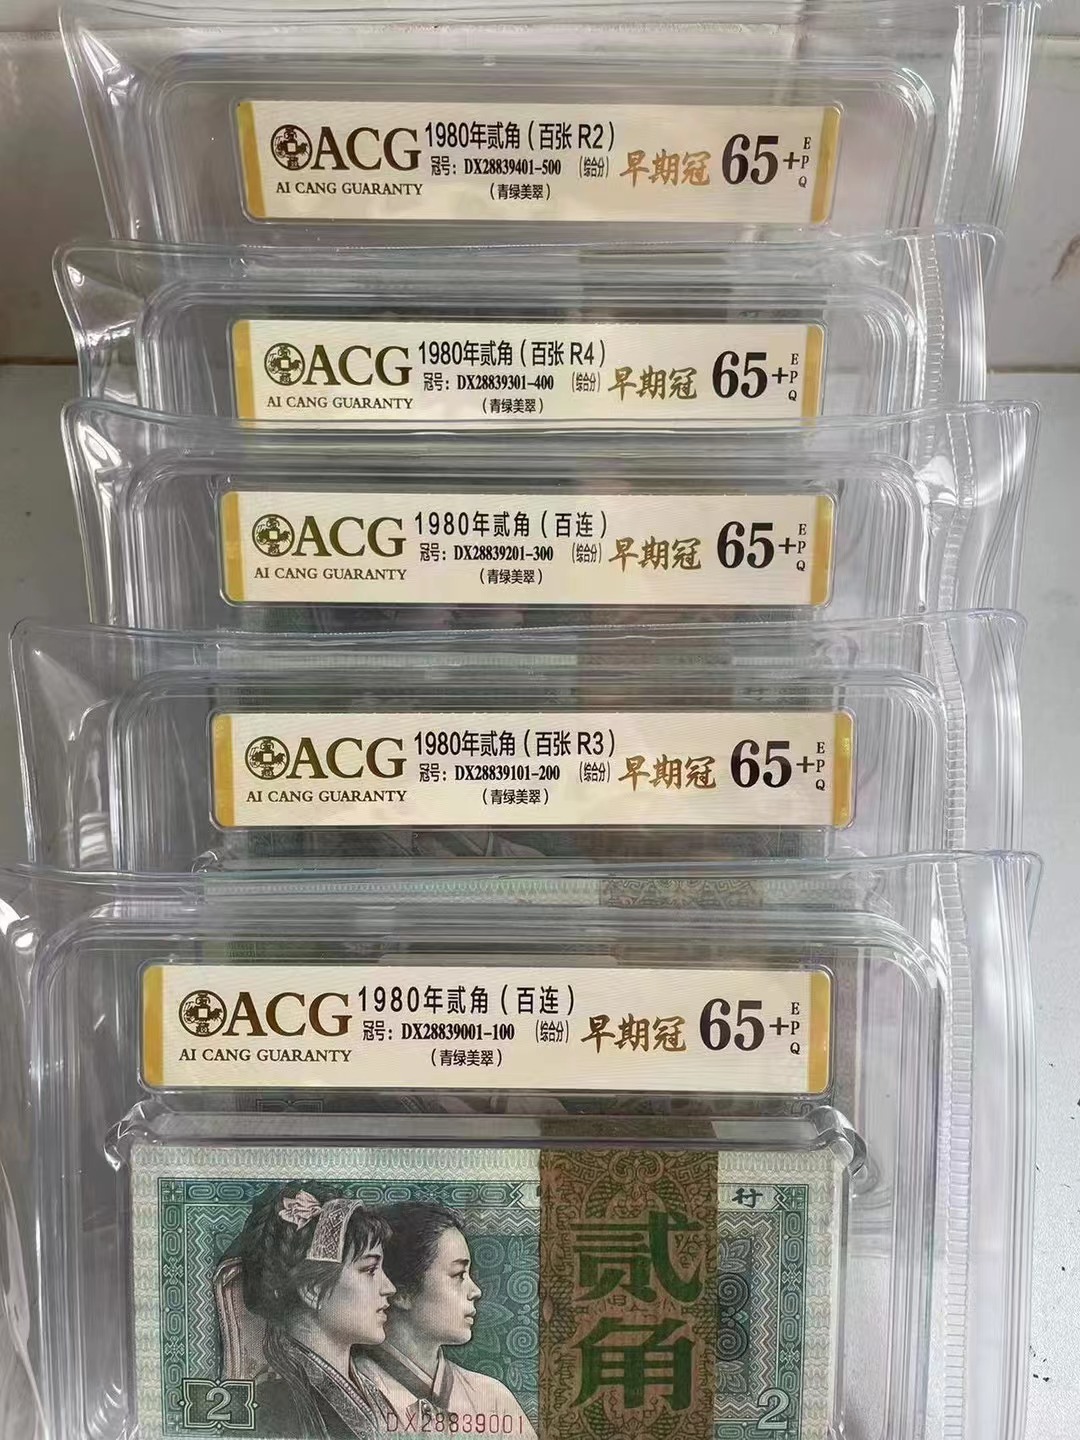 ACG
AI CANG GUARANTY
1980年贰角（百张 R2）
冠号：DX28839401-500
（综合分）
（青绿美翠）
早期冠
65+
EPQ
ACG
AI CANG GUARANTY
1980年贰角（百张 R4）
冠号：DX28839301-400
（综合分）
（青绿美翠）
早期冠
65+
EPQ
ACG
AI CANG GUARANTY
1980年贰角（百连）
冠号：DX28839201-300
（综合分）
（青绿美翠）
早期冠
65+
EPQ
ACG
AI CANG GUARANTY
1980年贰角（百张 R3）
冠号：DX28839101-200
（综合分）
（青绿美翠）
早期冠
65+
EPQ
ACG
AI CANG GUARANTY
1980年贰角（百连）
冠号：DX28839001-100
（综合分）
（青绿美翠）
早期冠
65+
EPQ
行
贰角
2
DX28839001
2